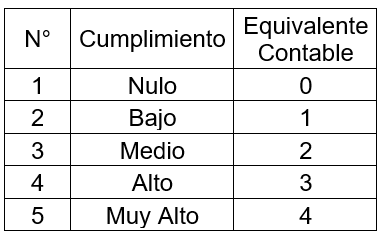 N° Cumplimiento Equivalente Contable
1 Nulo 0
2 Bajo 1
3 Medio 2
4 Alto 3
5 Muy Alto 4